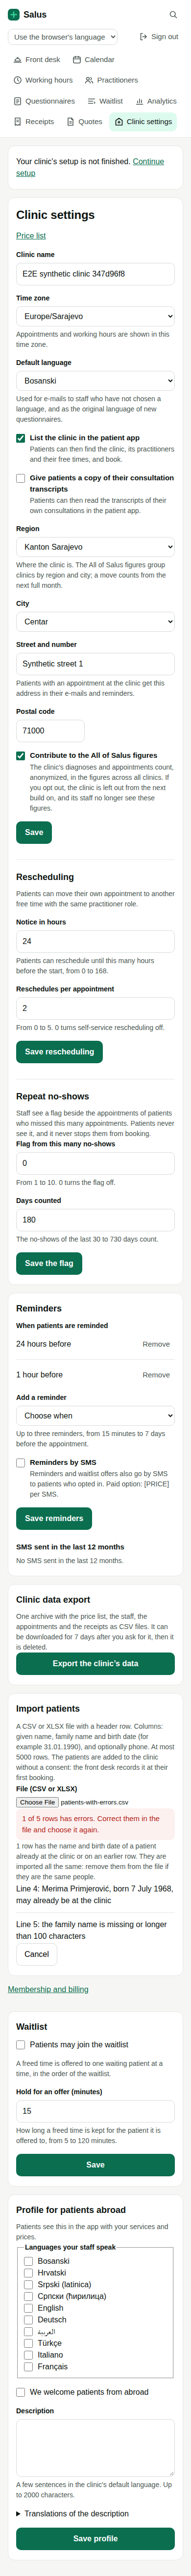 Salus
Use the browser's language
Sign out
Front Desk
Calendar
Working hours
Practitioners
Questionnaires
Waitlist
Analytics
Receipts
Quotes
Clinic settings
Your clinic's setup is not finished. Continue
setup
Clinic settings
Price list
Clinic name
E2E synthetic clinic 347d96f8
Time zone
Europe/Sarajevo
Appointments and working hours are shown in this
time zone.
Default language
Bosanski
Used for e-mails to staff who have not chosen a
language, and as the original language of new
questionnaires.
List the clinic in the patient app
Patients can then find the clinic, its practitioners
and their free times, and book.
Give patients a copy of their consultation
transcripts
Patients can then read the transcripts of their
own consultations in the patient app.
Region
Kanton Sarajevo
Where the clinic is. The All of Salus figures group
clinics by region and city; a move counts from the
next full month.
City
Centar
Street and number
Synthetic street 1
Patients with an appointment at the clinic get this
address in their e-mails and reminders.
Postal code
71000
Contribute to the All of Salus figures
The clinic's diagnoses and appointments count,
anonymized, in the figures across all clinics. If
you opt out, the clinic is left out from the next
build on, and its staff no longer see these
figures.
Save
Rescheduling
Patients can move their own appointment to another
free time with the same practitioner role.
Notice in hours
24
Patients can reschedule until this many hours
before the start, from 0 to 168.
Reschedules per appointment
2
From 0 to 5. 0 turns self-service rescheduling off.
Save rescheduling
Repeat no-shows
Staff see a flag beside the appointments of patients
who missed this many appointments. Patients never
see it, and it never stops them from booking.
Flag from this many no-shows
0
From 1 to 10. 0 turns the flag off.
Days counted
180
The no-shows of the last 30 to 730 days count.
Save the flag
Reminders
When patients are reminded
24 hours before
Remove
1 hour before
Remove
Add a reminder
Choose when
Up to three reminders, from 15 minutes to 7 days
before the appointment.
Reminders by SMS
Reminders and waitlist offers also go by SMS
to patients who opted in. Paid option: [PRICE]
per SMS.
Save reminders
SMS sent in the last 12 months
No SMS sent in the last 12 months.
Clinic data export
One archive with the price list, the staff, the
appointments and the receipts as CSV files. It can
be downloaded for 7 days after you ask for it, then it
is deleted.
Export the clinic's data
Import patients
A CSV or XLSX file with a header row. Columns:
given name, family name and birth date (for
example 31.01.1990), and optionally phone. At most
5000 rows. The patients are added to the clinic
without a consent: the front desk records it at their
first booking.
File (CSV or XLSX)
Choose File patients-with-errors.csv
1 of 5 rows has errors. Correct them in the
file and choose it again.
1 row has the name and birth date of a patient
already at the clinic or on an earlier row. They are
imported all the same: remove them from the file if
they are the same people.
Line 4: Merima Primjerović, born 7 July 1968,
may already be at the clinic
Line 5: the family name is missing or longer
than 100 characters
Cancel
Membership and billing
Waitlist
Patients may join the waitlist
A freed time is offered to one waiting patient at a
time, in the order of the waitlist.
Hold for an offer (minutes)
15
How long a freed time is kept for the patient it is
offered to, from 5 to 120 minutes.
Save
Profile for patients abroad
Patients see this in the app with your services and
prices.
Languages your staff speak
Bosanski
Hrvatski
Srpski (latinica)
Српски (ћирилица)
English
Deutsch
العربية
Türkçe
Italiano
Français
We welcome patients from abroad
Description
A few sentences in the clinic's default language. Up
to 2000 characters.
Translations of the description
Save profile